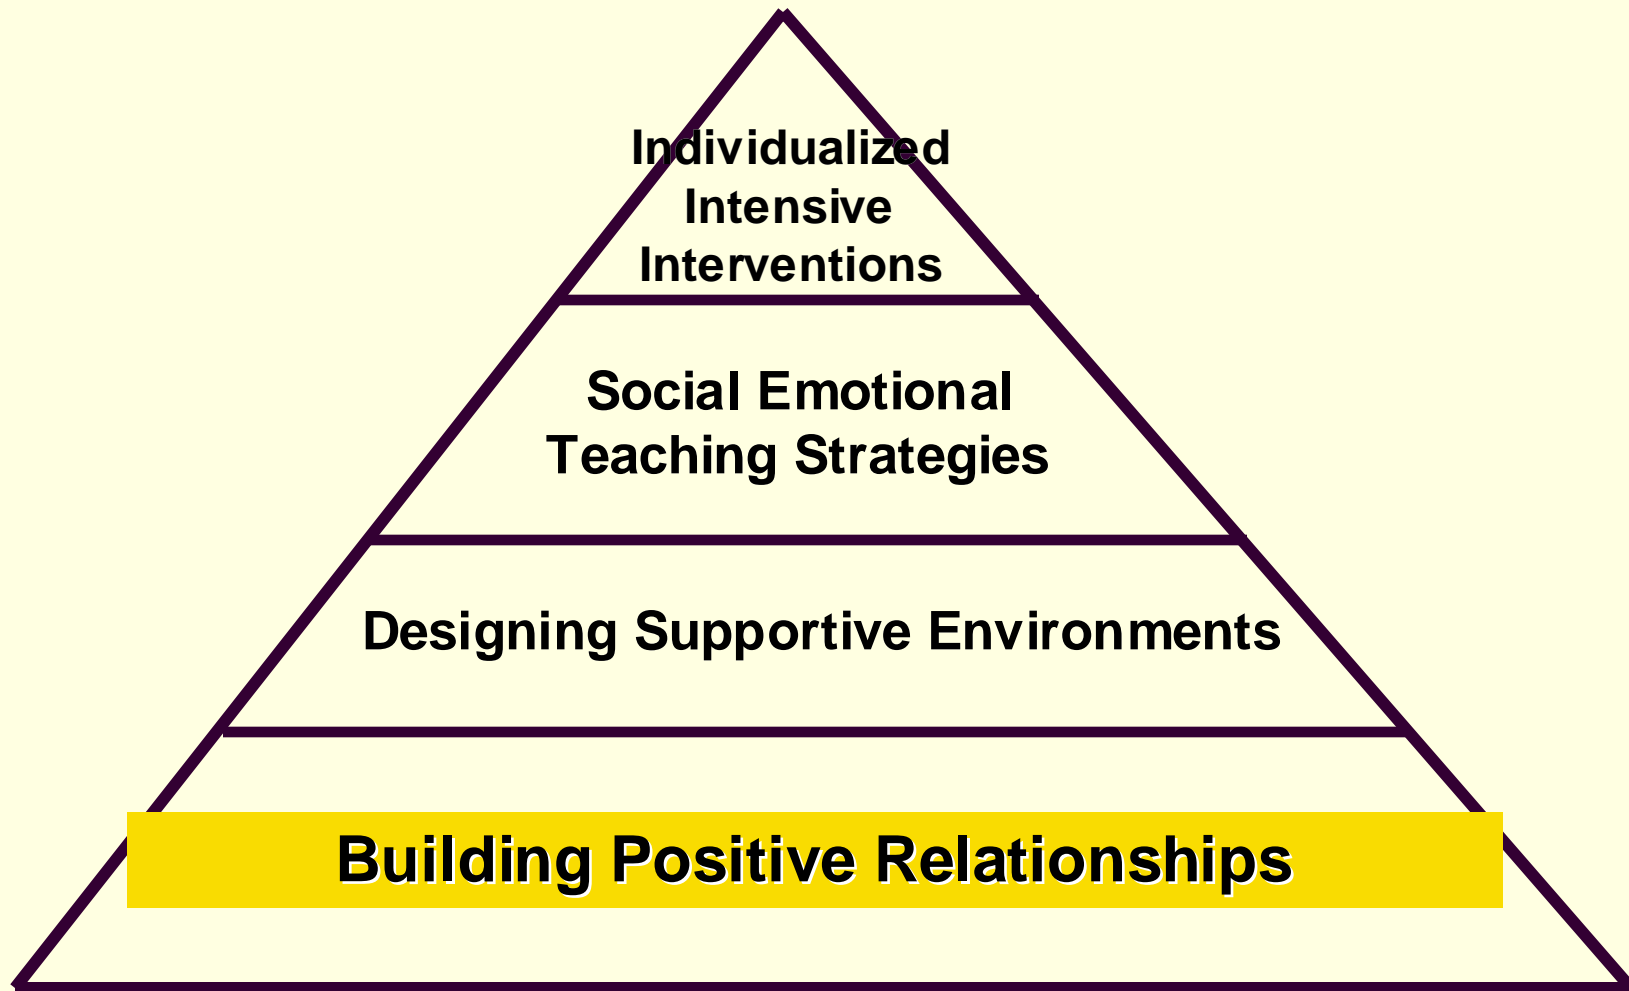 Individualized
Intensive
Interventions
Social Emotional
Teaching Strategies
Designing Supportive Environments
Building Positive Relationships